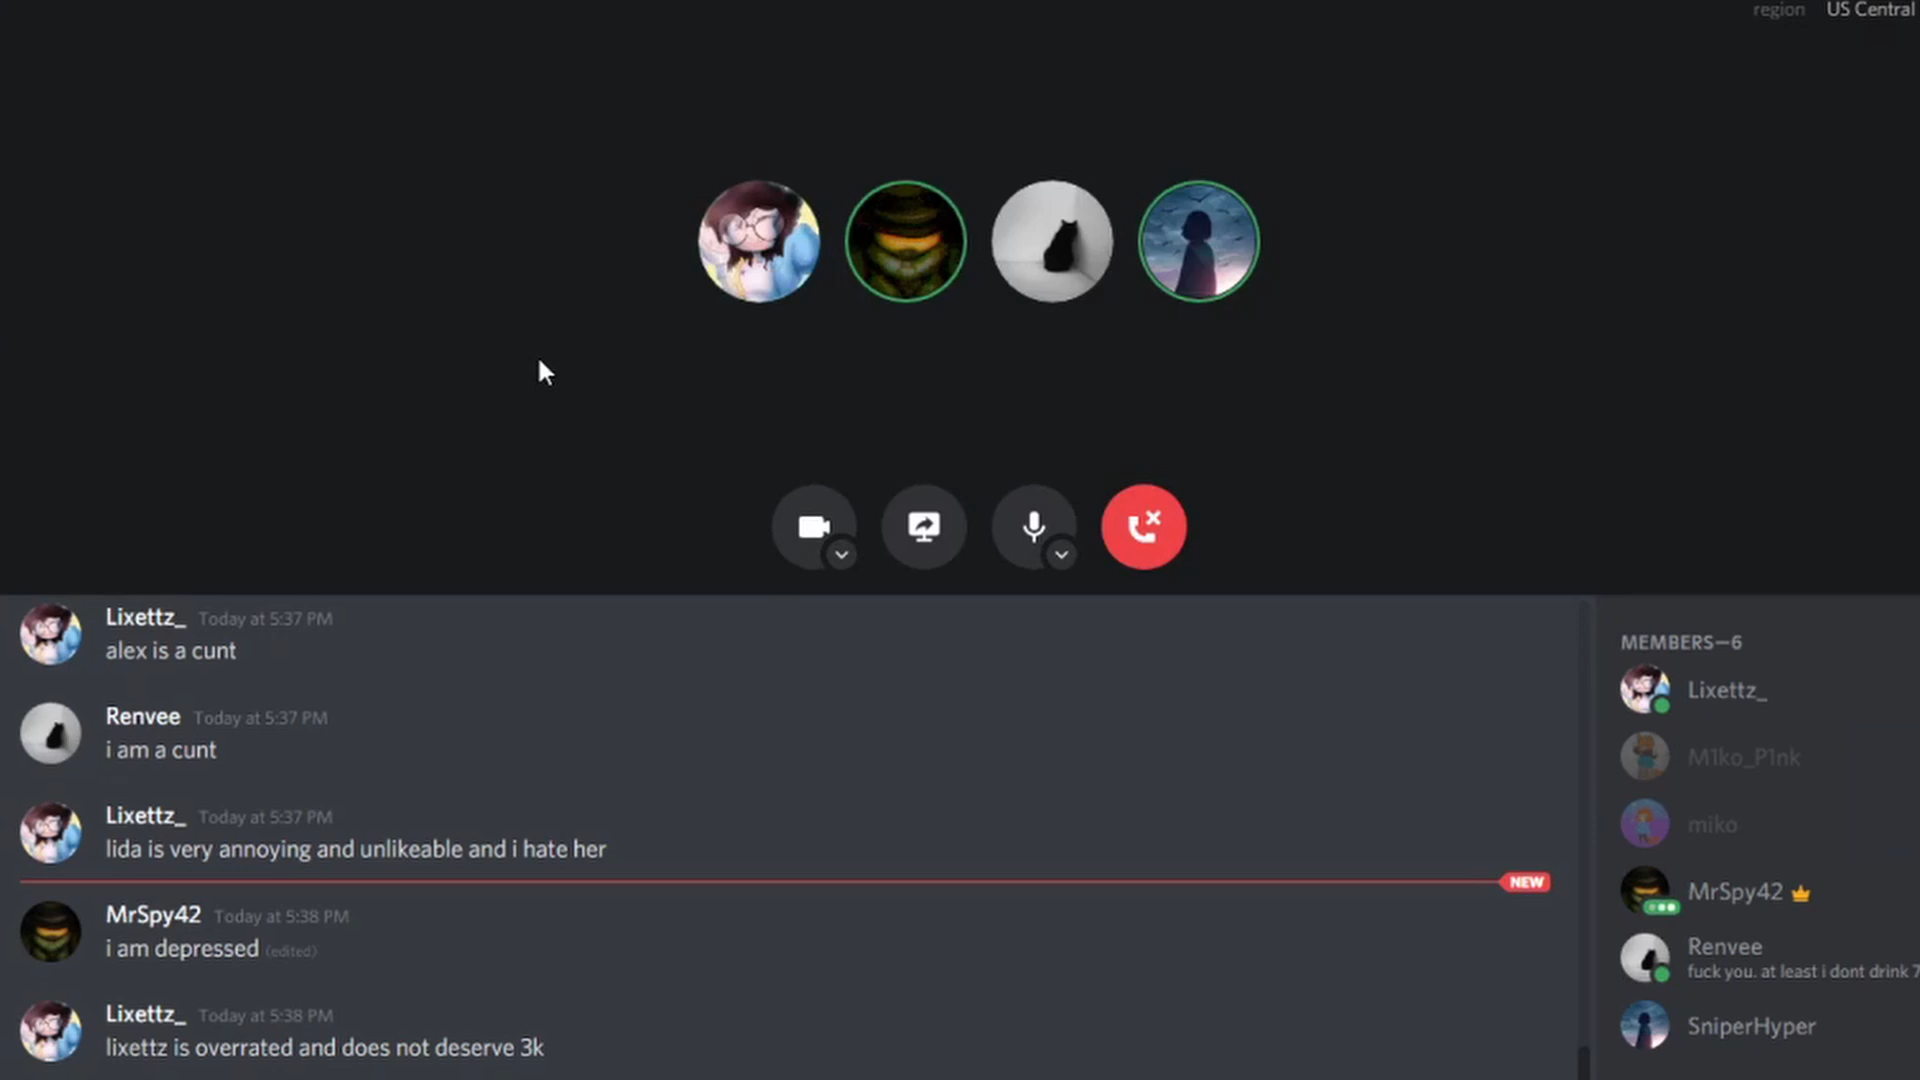 region US Central
Lixettz_ Today at 5:37 PM
alex is a cunt
Renvee Today at 5:37 PM
i am a cunt
Lixettz_ Today at 5:37 PM
lida is very annoying and unlikeable and i hate her
NEW
MrSpy42 Today at 5:38 PM
i am depressed (edited)
Lixettz_ Today at 5:38 PM
lixettz is overrated and does not deserve 3k
MEMBERS—6
Lixettz_
M1ko_P1nk
miko
MrSpy42
Renvee
fuck you. at least i dont drink 7
SniperHyper